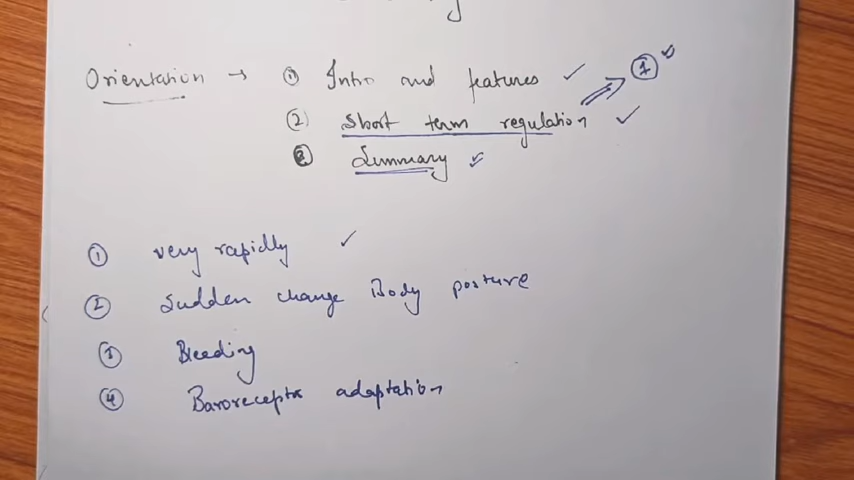 Orientation → ① Intro and features ✓ ⇒ ① ✓
② Short term regulation ✓
③ Summary ✓
① very rapidly ✓
② Sudden change Body posture
③ Bleeding
④ Baroreceptor adaptation